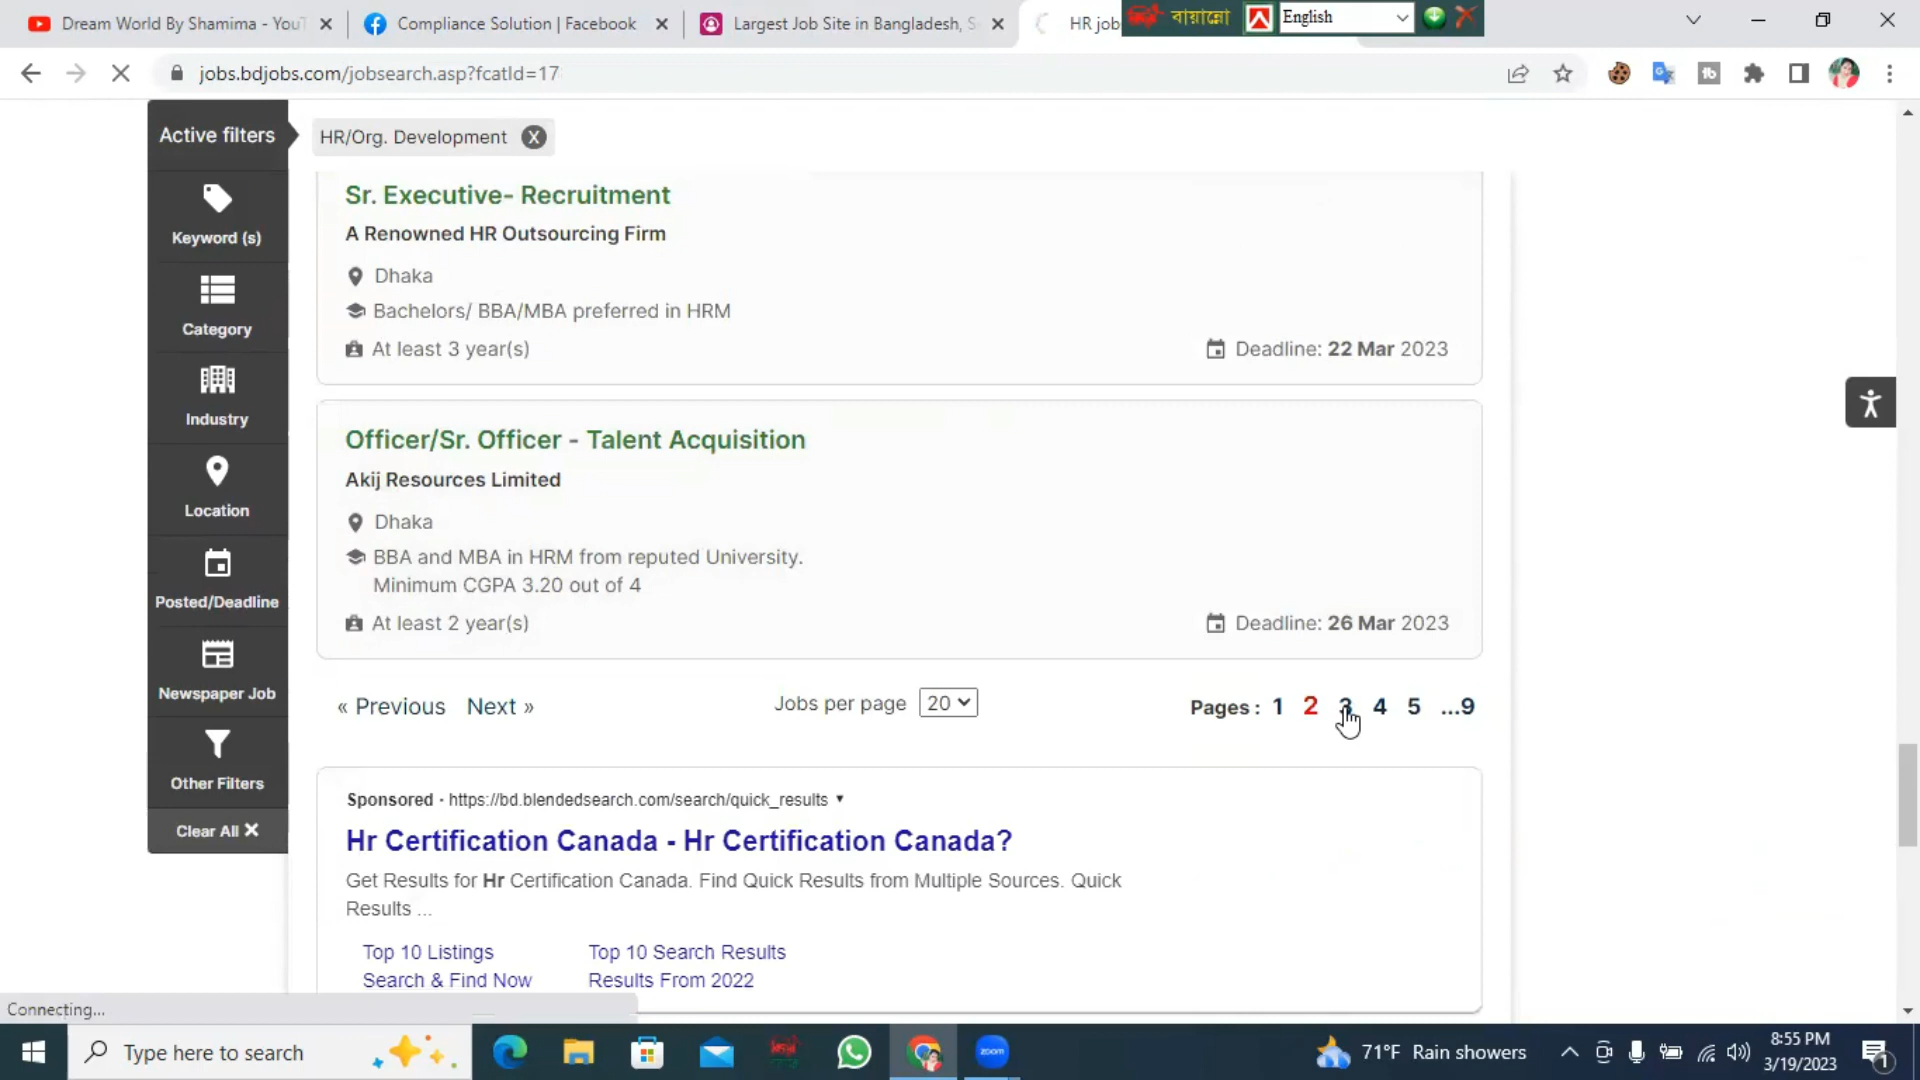 Dream World By Shamima - YouT
Compliance Solution | Facebook
Largest Job Site in Bangladesh, S
HR job
বায়ান্নো
English
jobs.bdjobs.com/jobsearch.asp?fcatId=17
Active filters
HR/Org. Development
Keyword (s)
Category
Industry
Location
Posted/Deadline
Newspaper Job
Other Filters
Clear All
Sr. Executive- Recruitment
A Renowned HR Outsourcing Firm
Dhaka
Bachelors/ BBA/MBA preferred in HRM
At least 3 year(s)
Deadline: 22 Mar 2023
Officer/Sr. Officer - Talent Acquisition
Akij Resources Limited
Dhaka
BBA and MBA in HRM from reputed University.
Minimum CGPA 3.20 out of 4
At least 2 year(s)
Deadline: 26 Mar 2023
« Previous Next »
Jobs per page 20
Pages : 1 2 3 4 5 ...9
Sponsored · https://bd.blendedsearch.com/search/quick_results
Hr Certification Canada - Hr Certification Canada?
Get Results for Hr Certification Canada. Find Quick Results from Multiple Sources. Quick
Results ...
Top 10 Listings
Top 10 Search Results
Search & Find Now
Results From 2022
Connecting...
Type here to search
zoom
71°F Rain showers
8:55 PM
3/19/2023
1